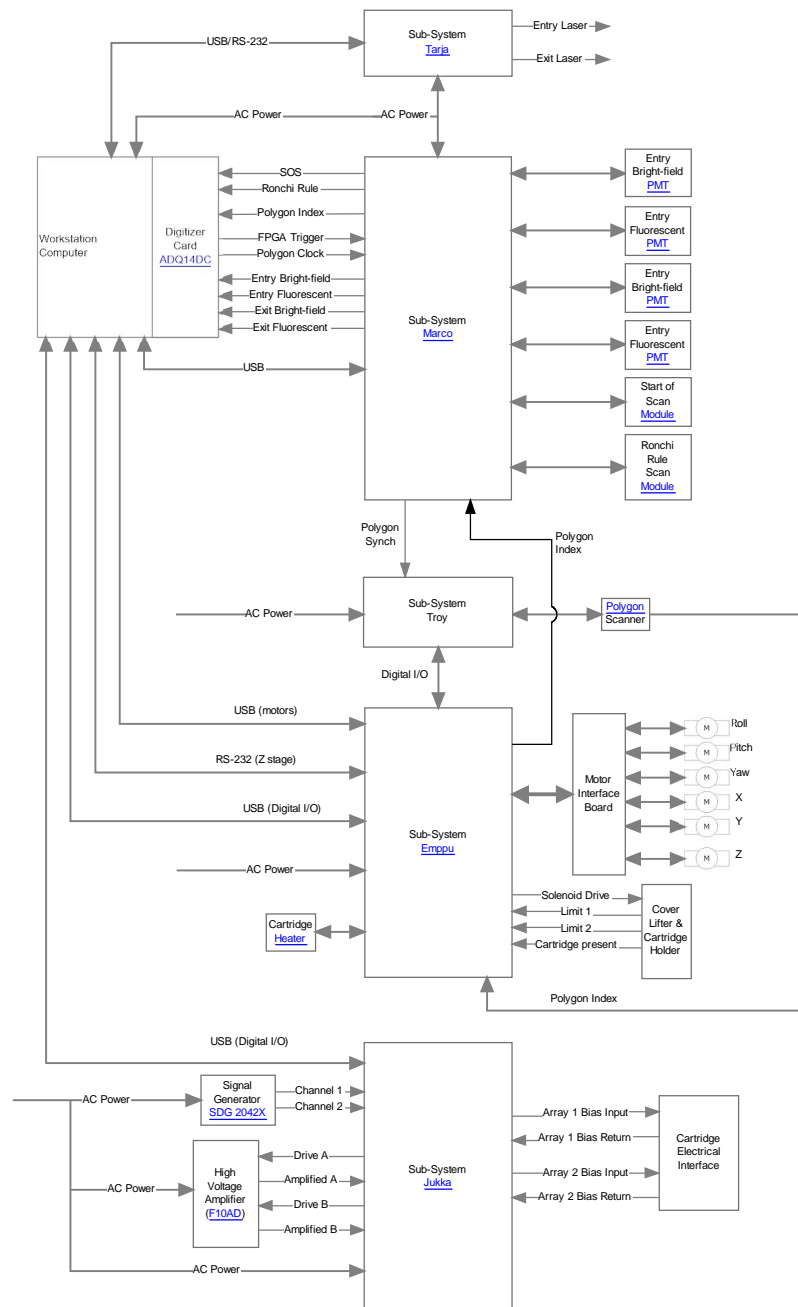 Sub-System
Tarja
Entry Laser
Exit Laser
USB/RS-232
AC Power
AC Power
Workstation
Computer
Digitizer
Card
ADQ14DC
SOS
Ronchi Rule
Polygon Index
FPGA Trigger
Polygon Clock
Entry Bright-field
Entry Fluorescent
Exit Bright-field
Exit Fluorescent
USB
Sub-System
Marco
Entry
Bright-field
PMT
Entry
Fluorescent
PMT
Entry
Bright-field
PMT
Entry
Fluorescent
PMT
Start of
Scan
Module
Ronchi
Rule
Scan
Module
Polygon
Synch
Polygon
Index
AC Power
Sub-System
Troy
Polygon
Scanner
Digital I/O
USB (motors)
RS-232 (Z stage)
USB (Digital I/O)
AC Power
Cartridge
Heater
Sub-System
Emppu
Motor
Interface
Board
M
Roll
M
Pitch
M
Yaw
M
X
M
Y
M
Z
Solenoid Drive
Limit 1
Limit 2
Cartridge present
Cover
Lifter &
Cartridge
Holder
Polygon Index
USB (Digital I/O)
AC Power
Signal
Generator
SDG 2042X
Channel 1
Channel 2
AC Power
High
Voltage
Amplifier
(F10AD)
Drive A
Amplified A
Drive B
Amplified B
AC Power
Sub-System
Jukka
Array 1 Bias Input
Array 1 Bias Return
Array 2 Bias Input
Array 2 Bias Return
Cartridge
Electrical
Interface